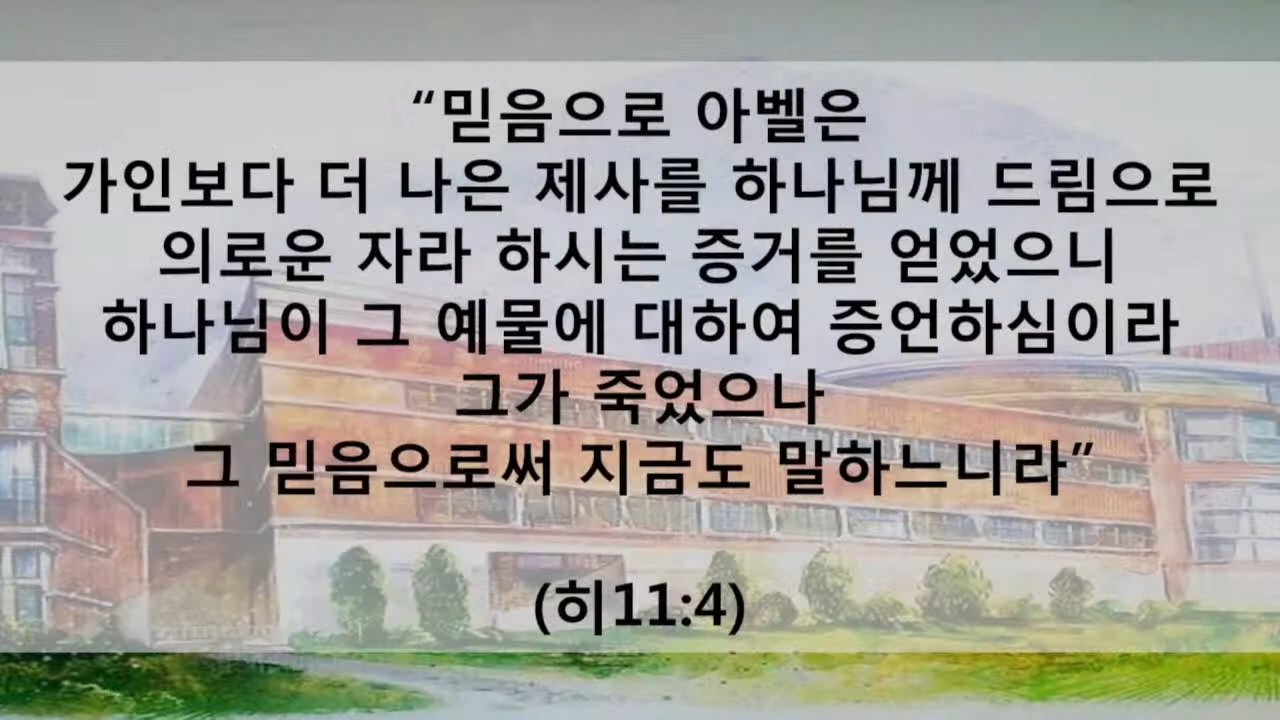 “믿음으로 아벨은
가인보다 더 나은 제사를 하나님께 드림으로
의로운 자라 하시는 증거를 얻었으니
하나님이 그 예물에 대하여 증언하심이라
그가 죽었으나
그 믿음으로써 지금도 말하느니라”
(히11:4)